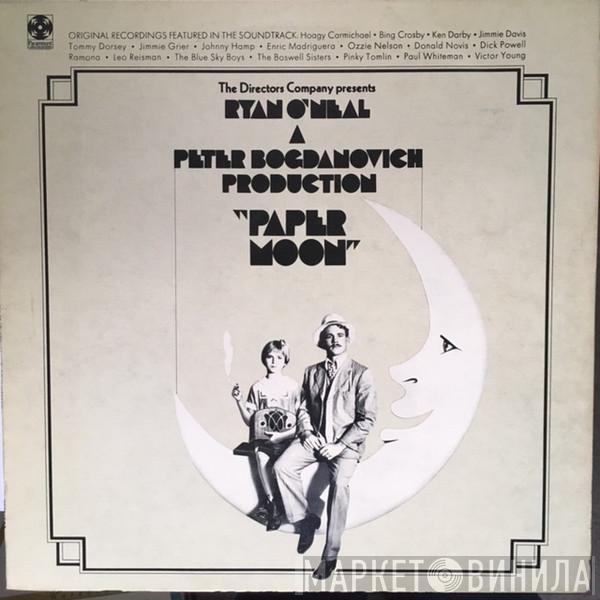 ORIGINAL RECORDINGS FEATURED IN THE SOUNDTRACK: Hoagy Carmichael • Bing Crosby • Ken Darby • Jimmie Davis
Tommy Dorsey • Jimmie Grier • Johnny Hamp • Enric Madriguera • Ozzie Nelson • Donald Novis • Dick Powell
Ramona • Leo Reisman • The Blue Sky Boys • The Boswell Sisters • Pinky Tomlin • Paul Whiteman • Victor Young
The Directors Company presents
RYAN O'NEAL
A
PETER BOGDANOVICH
PRODUCTION
"PAPER
MOON"
МАРКЕТ ВИНИЛА